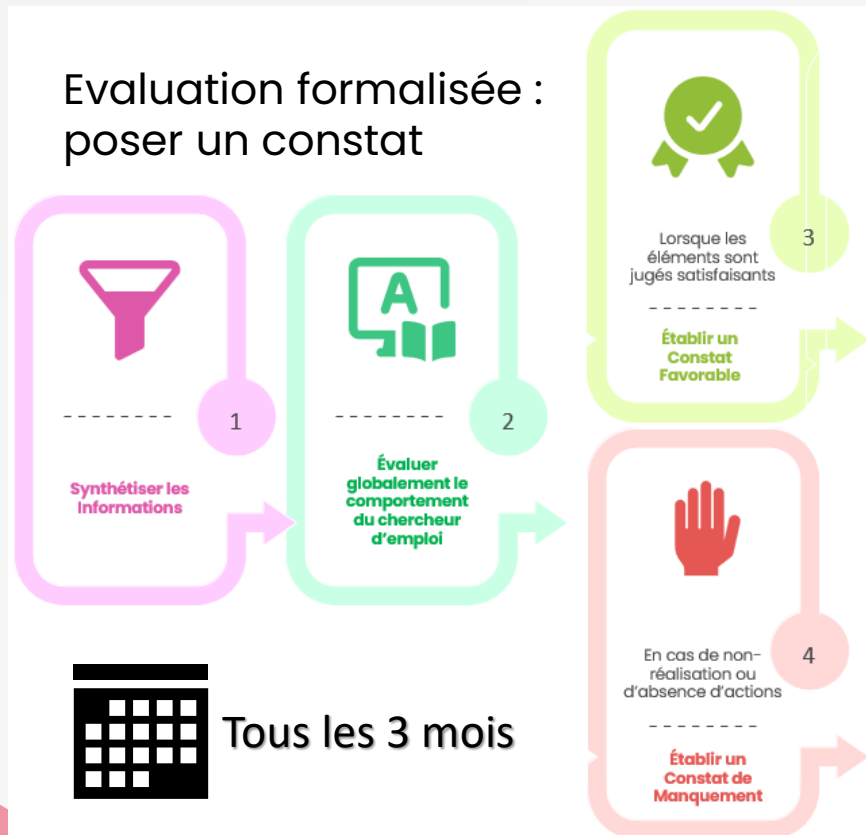 Evaluation formalisée :
poser un constat
1
Synthétiser les
Informations
A
2
Évaluer
globalement le
comportement
du chercheur
d'emploi
3
Lorsque les
éléments sont
jugés satisfaisants
Établir un
Constat
Favorable
4
En cas de non-
réalisation ou
d'absence d'actions
Établir un
Constat de
Manquement
Tous les 3 mois